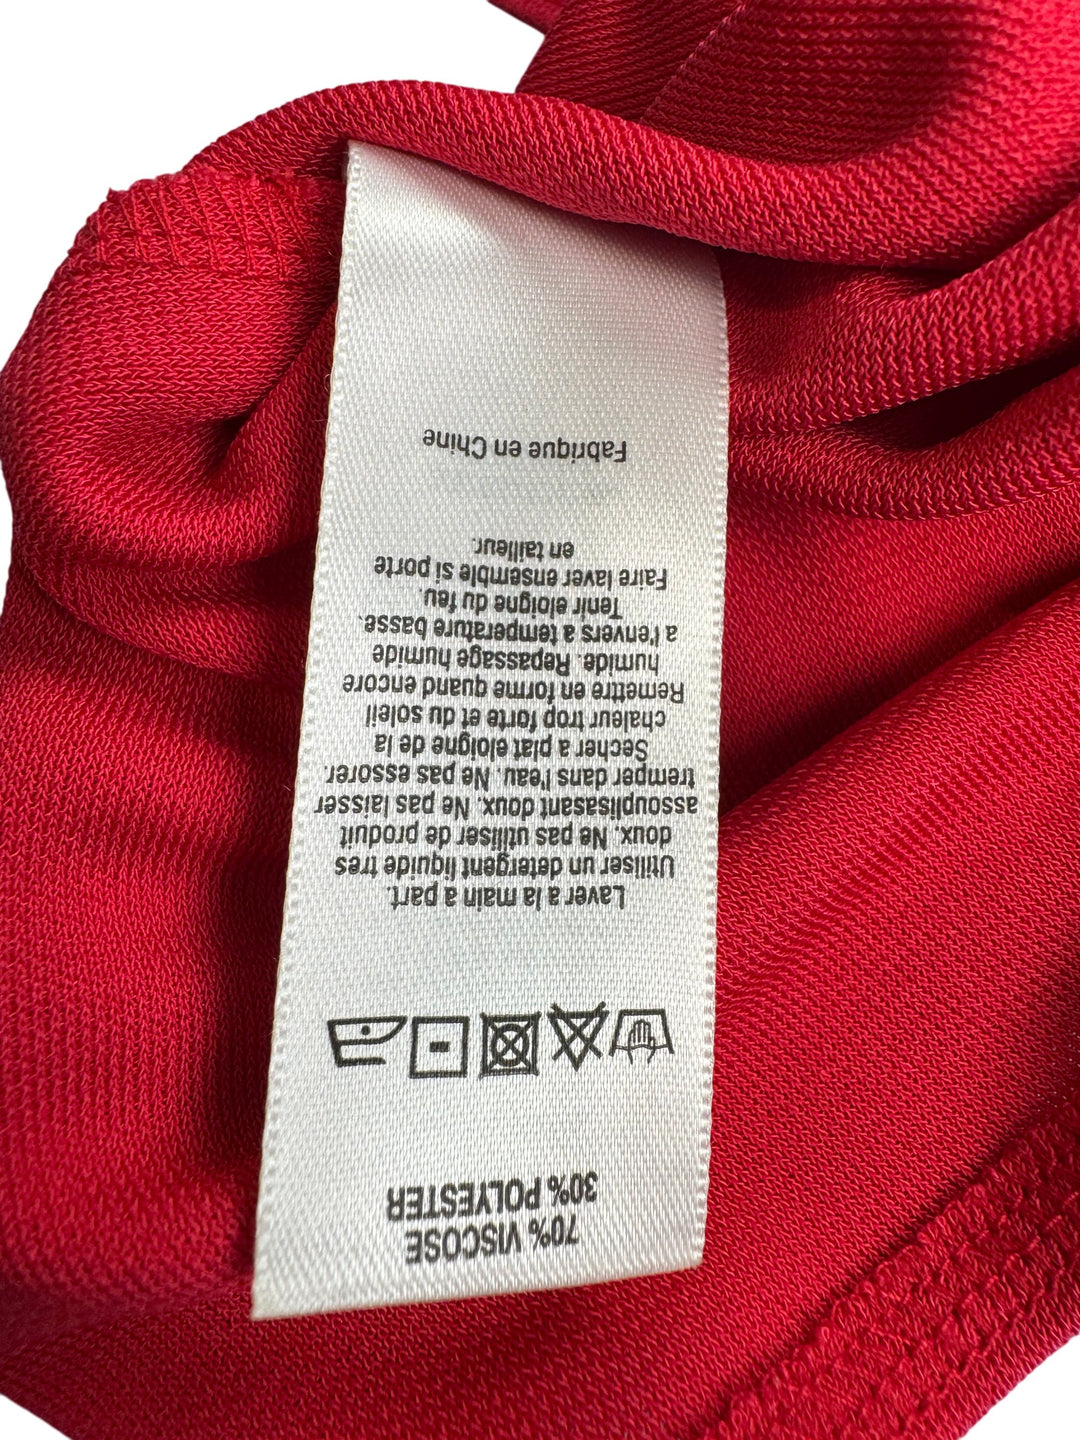 70% VISCOSE
30% POLYESTER
Laver a la main a part.
Utiliser un detergent liquide tres
doux. Ne pas utiliser de produit
assouplisasant doux. Ne pas laisser
tremper dans l'eau. Ne pas essorer.
Secher a plat eloigne de la
chaleur trop forte et du soleil
Remettre en forme quand encore
humide. Repassage humide
a l'envers a temperature basse.
Tenir eloigne du feu.
Faire laver ensemble si porte
en tailleur.
Fabrique en Chine